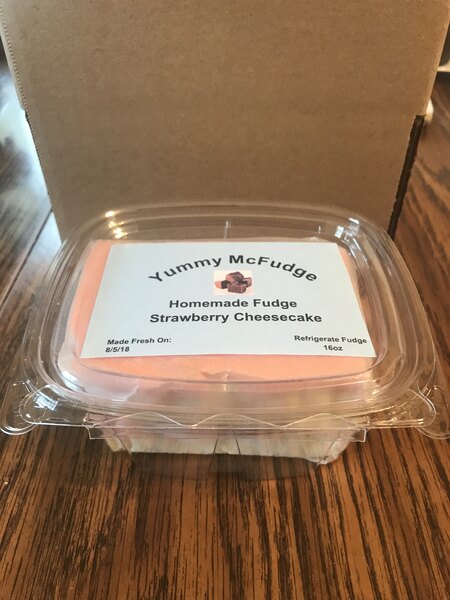 Yummy McFudge
Homemade Fudge
Strawberry Cheesecake
Made Fresh On:
8/5/18
Refrigerate Fudge
16oz